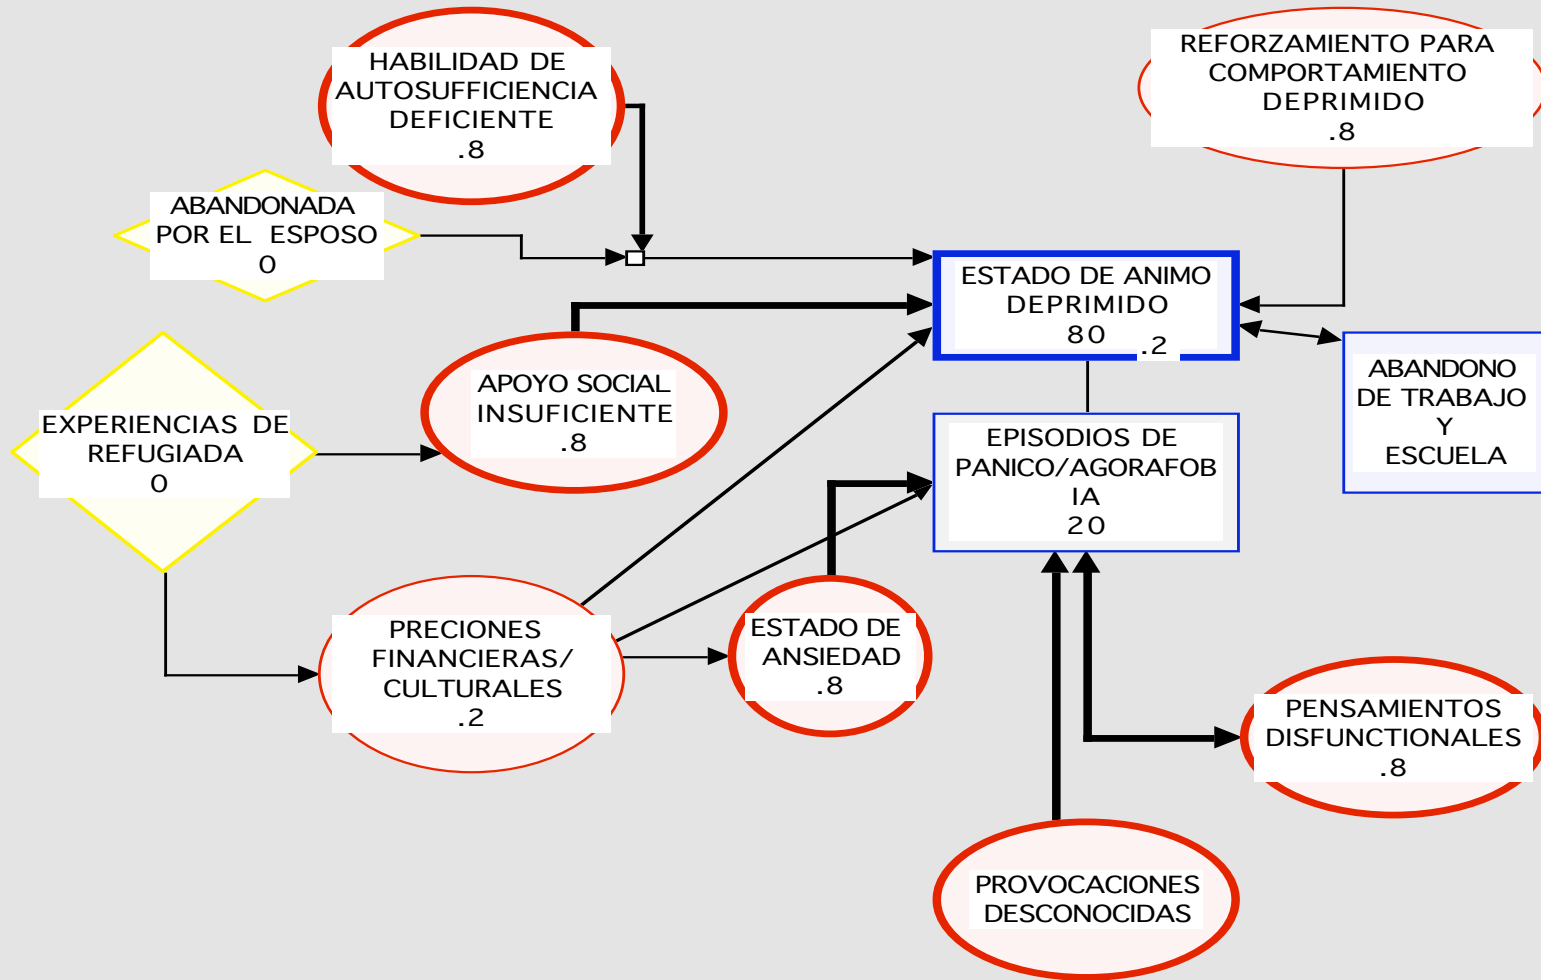 HABILIDAD DE
AUTOSUFFICIENCIA
DEFICIENTE
.8
REFORZAMIENTO PARA
COMPORTAMIENTO
DEPRIMIDO
.8
ABANDONADA
POR EL ESPOSO
0
ESTADO DE ANIMO
DEPRIMIDO
80
.2
EXPERIENCIAS DE
REFUGIADA
0
APOYO SOCIAL
INSUFICIENTE
.8
ABANDONO
DE TRABAJO
Y
ESCUELA
EPISODIOS DE
PANICO/AGORAFOB
IA
20
PRECIONES
FINANCIERAS/
CULTURALES
.2
ESTADO DE
ANSIEDAD
.8
PENSAMIENTOS
DISFUNCTIONALES
.8
PROVOCACIONES
DESCONOCIDAS